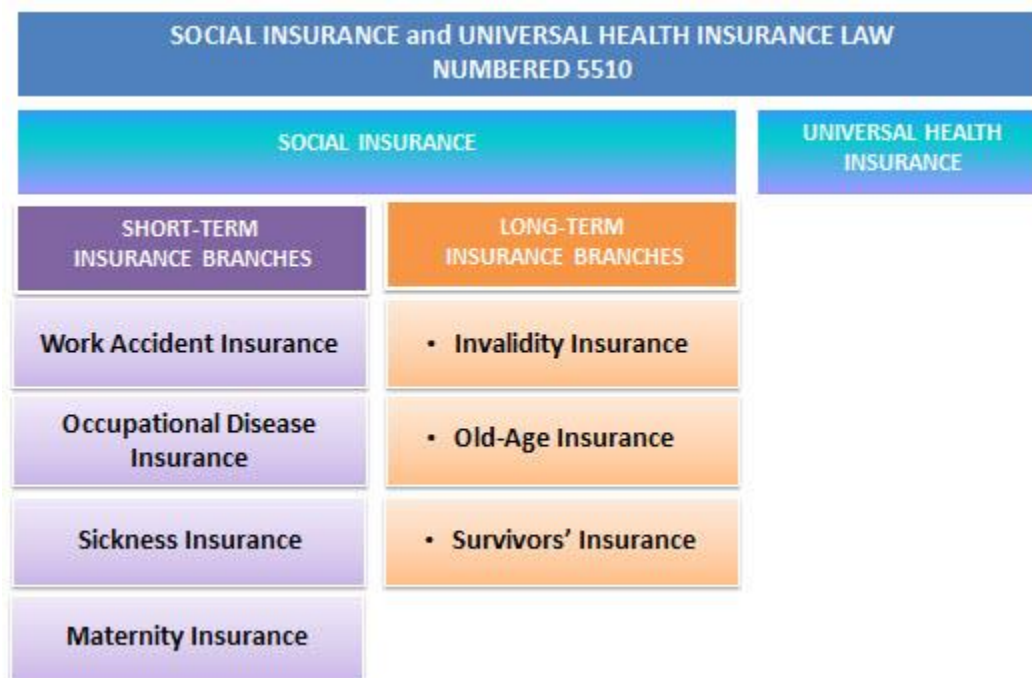 SOCIAL INSURANCE and UNIVERSAL HEALTH INSURANCE LAW
NUMBERED 5510
SOCIAL INSURANCE
UNIVERSAL HEALTH
INSURANCE
SHORT-TERM
INSURANCE BRANCHES
Work Accident Insurance
Occupational Disease
Insurance
Sickness Insurance
Maternity Insurance
LONG-TERM
INSURANCE BRANCHES
• Invalidity Insurance
• Old-Age Insurance
• Survivors’ Insurance